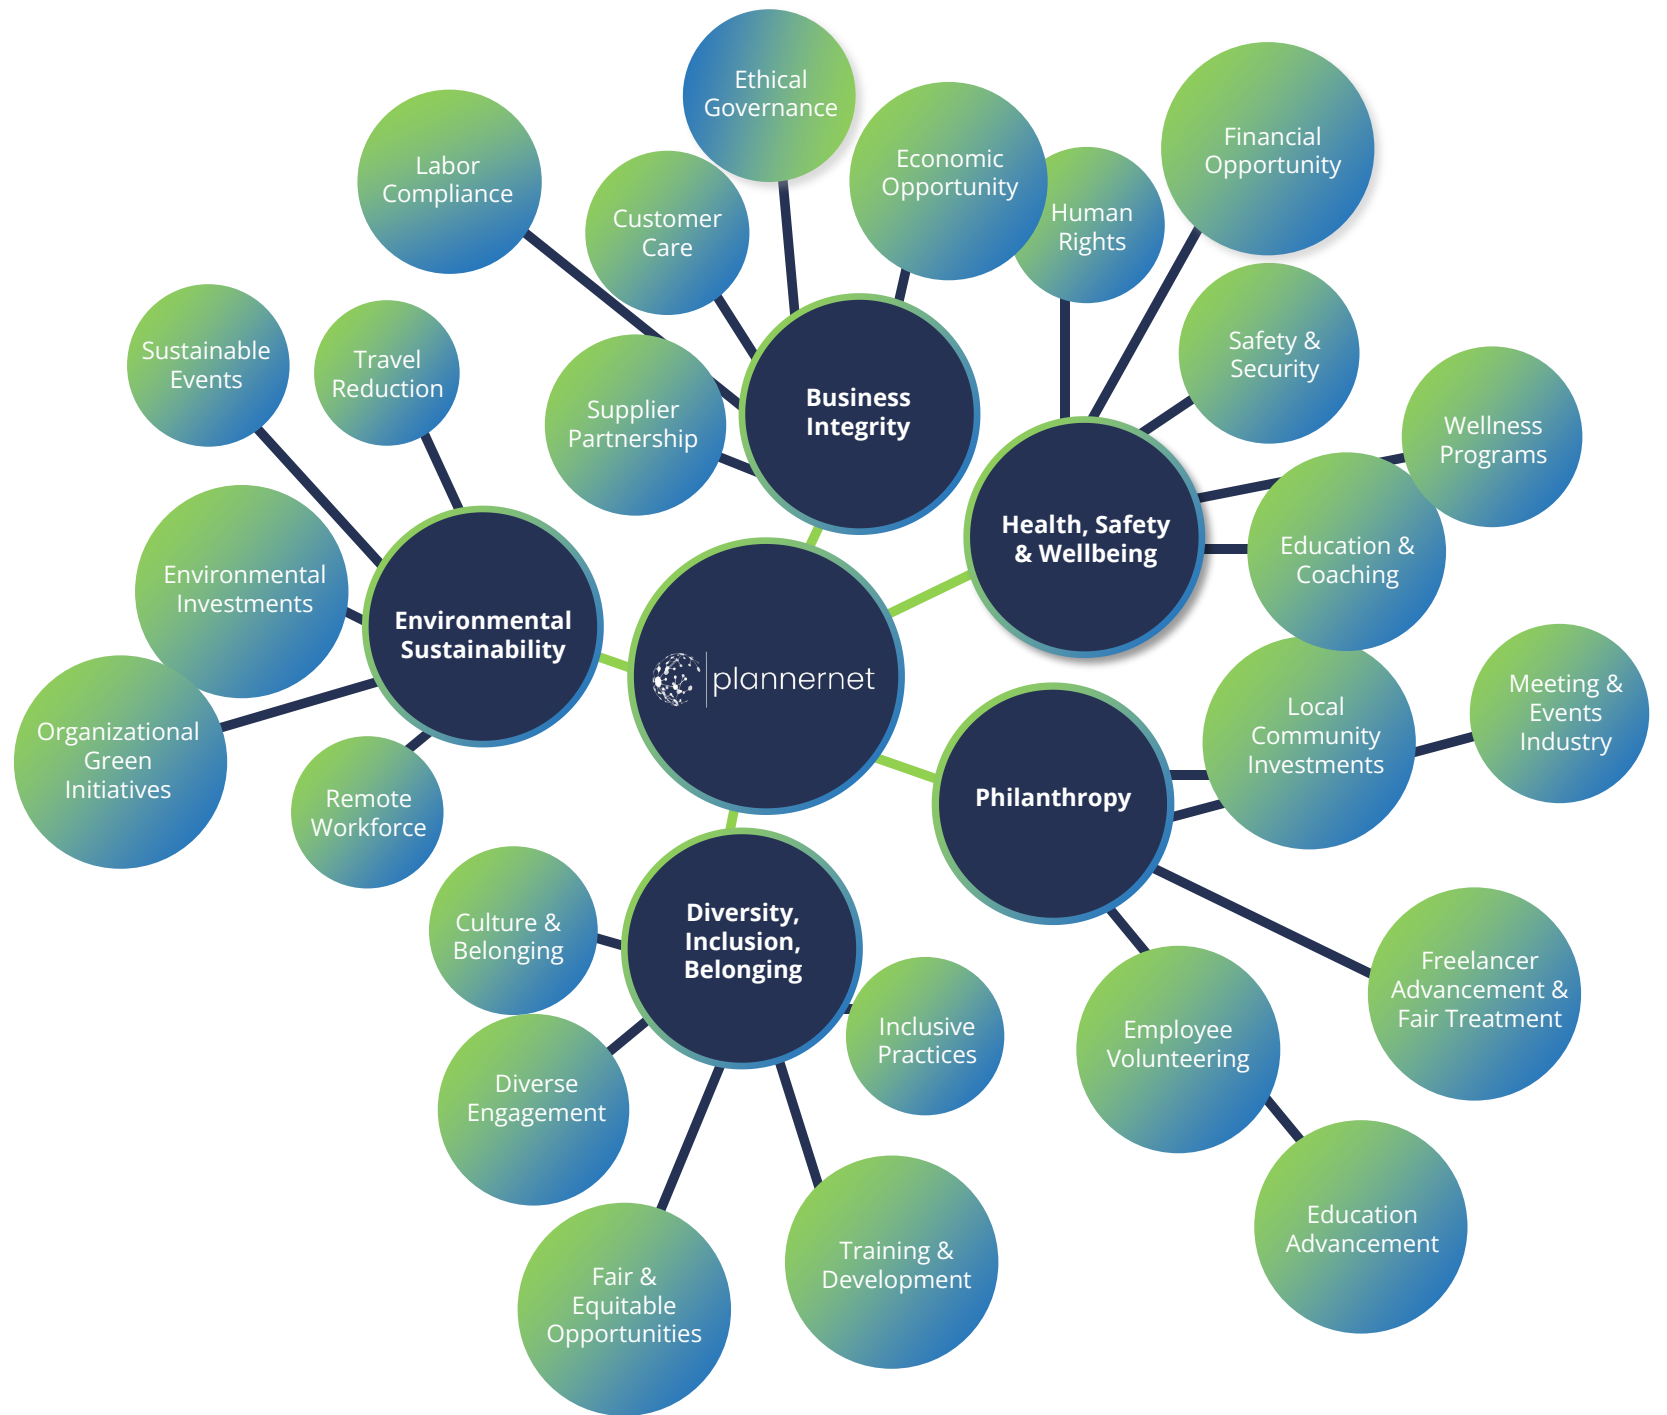 Ethical
Governance
Labor
Compliance
Customer
Care
Economic
Opportunity
Human
Rights
Financial
Opportunity
Sustainable
Events
Travel
Reduction
Supplier
Partnership
Business
Integrity
Safety &
Security
Wellness
Programs
Health, Safety
& Wellbeing
Education &
Coaching
Environmental
Investments
Environmental
Sustainability
plannernet
Organizational
Green
Initiatives
Remote
Workforce
Philanthropy
Local
Community
Investments
Meeting &
Events
Industry
Culture &
Belonging
Diversity,
Inclusion,
Belonging
Inclusive
Practices
Diverse
Engagement
Employee
Volunteering
Freelancer
Advancement &
Fair Treatment
Fair &
Equitable
Opportunities
Training &
Development
Education
Advancement